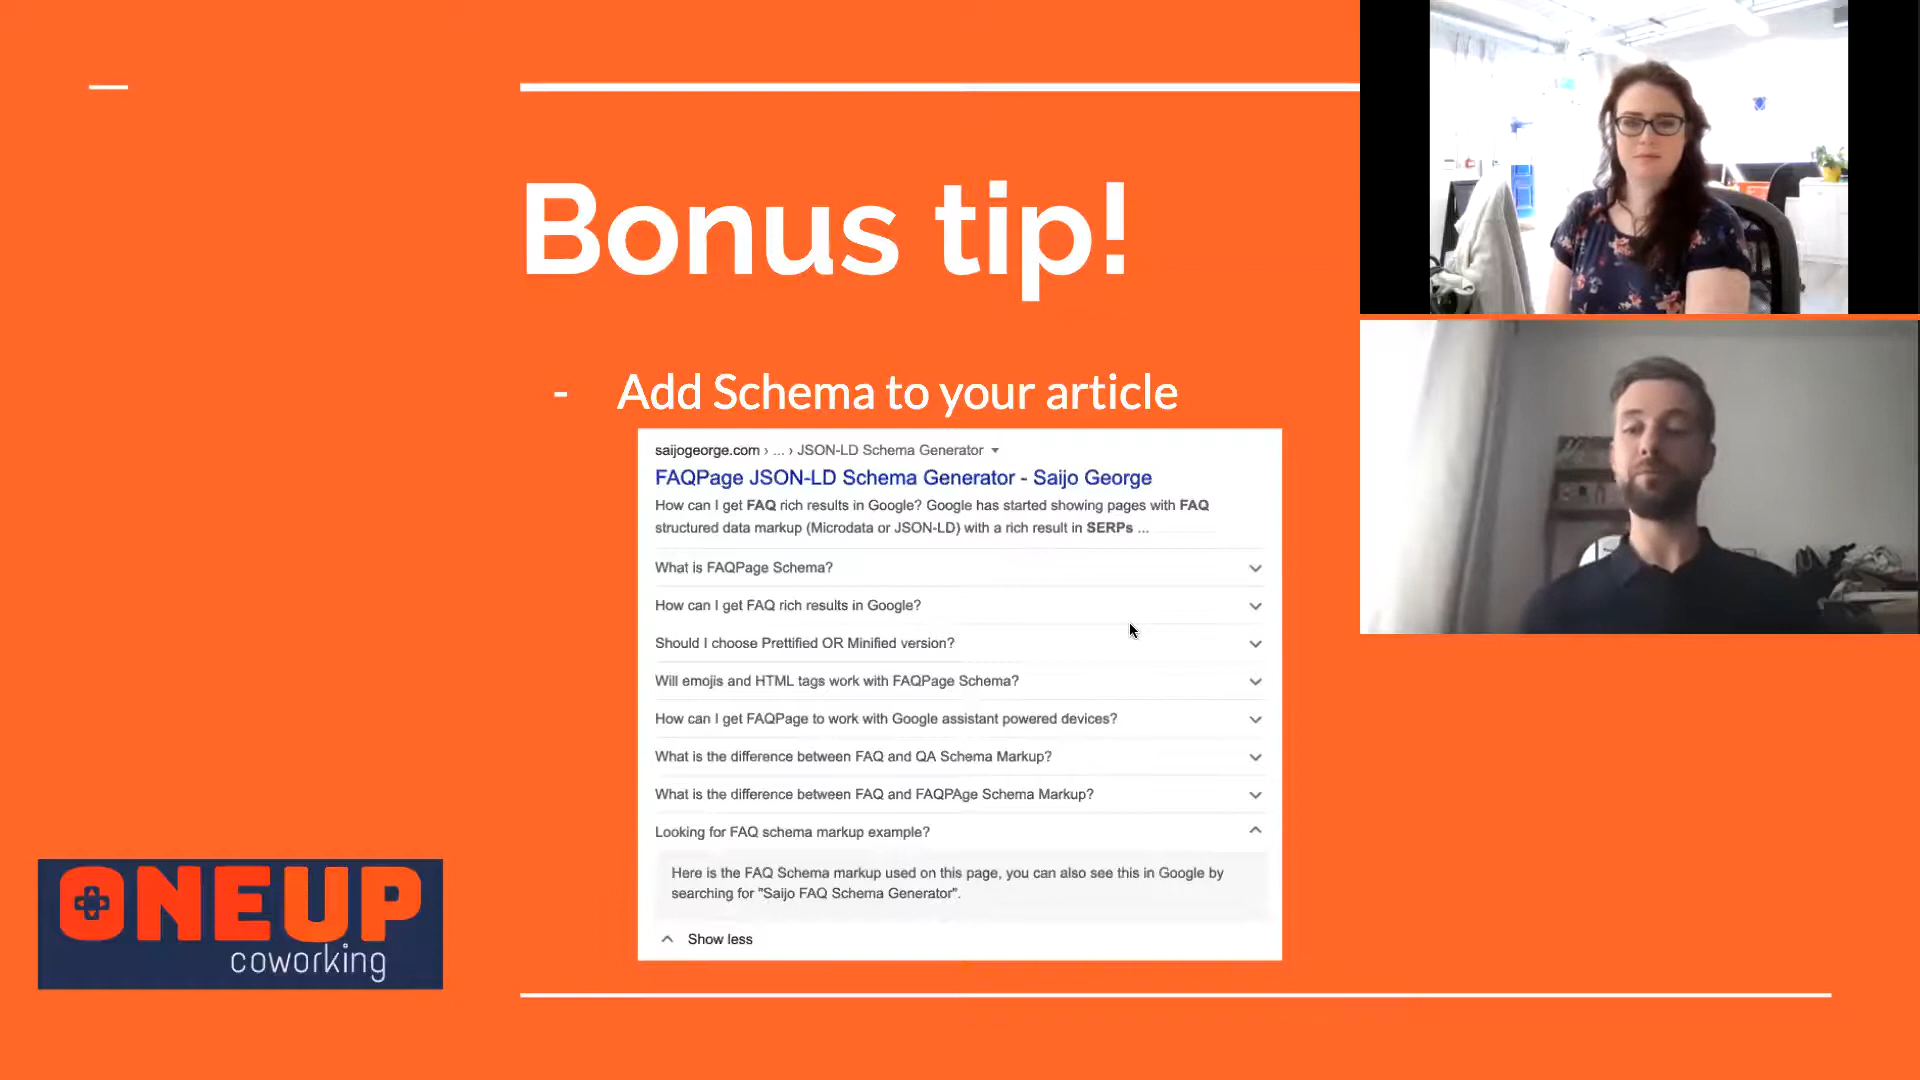 Bonus tip!
- Add Schema to your article
saijogeorge.com › ... › JSON-LD Schema Generator
FAQPage JSON-LD Schema Generator - Saijo George
How can I get FAQ rich results in Google? Google has started showing pages with FAQ
structured data markup (Microdata or JSON-LD) with a rich result in SERPs ...
What is FAQPage Schema?
How can I get FAQ rich results in Google?
Should I choose Prettified OR Minified version?
Will emojis and HTML tags work with FAQPage Schema?
How can I get FAQPage to work with Google assistant powered devices?
What is the difference between FAQ and QA Schema Markup?
What is the difference between FAQ and FAQPAge Schema Markup?
Looking for FAQ schema markup example?
Here is the FAQ Schema markup used on this page, you can also see this in Google by
searching for "Saijo FAQ Schema Generator".
Show less
ONEUP
coworking